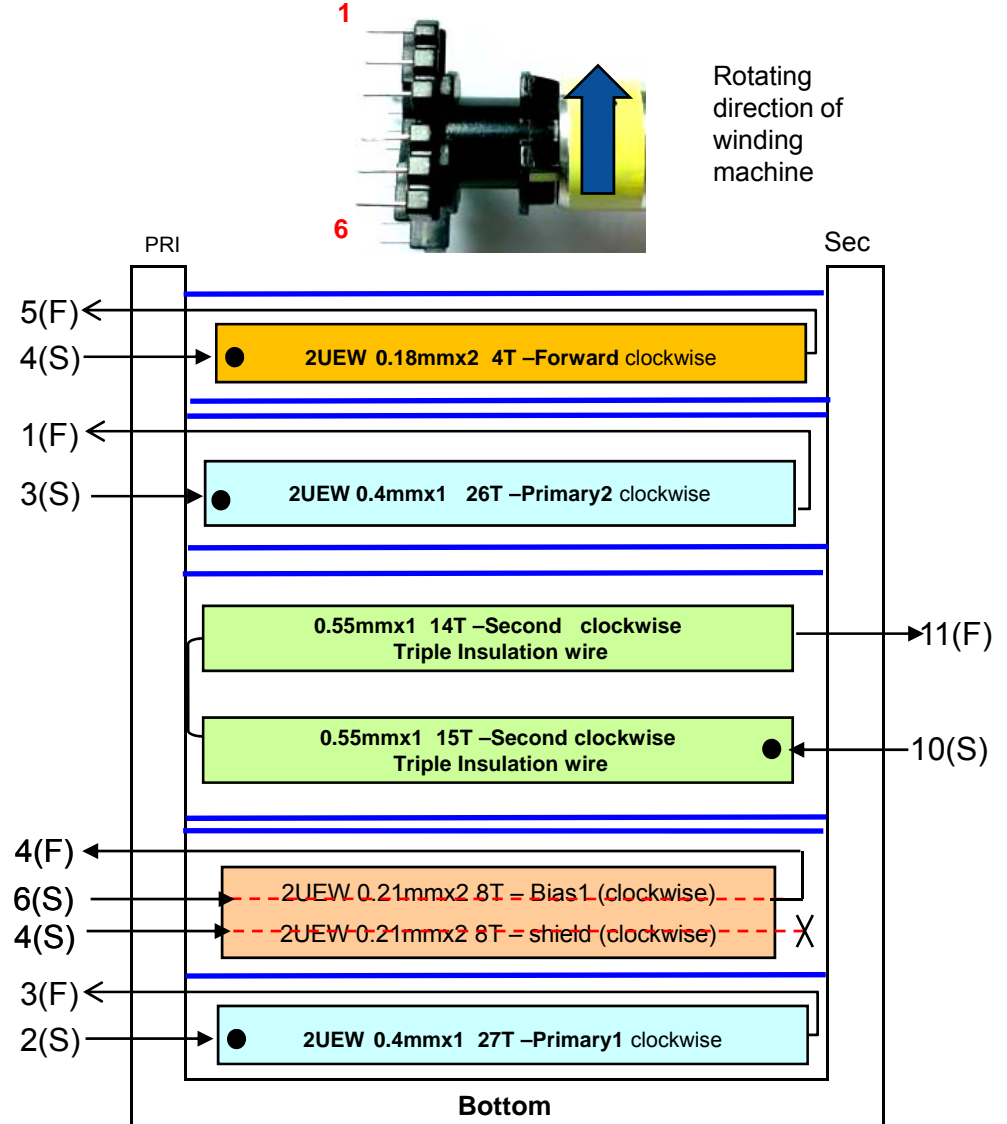 1
Rotating
direction of
winding
machine
6
PRI
Sec
5(F)
4(S)
2UEW 0.18mmx2 4T –Forward clockwise
1(F)
3(S)
2UEW 0.4mmx1 26T –Primary2 clockwise
0.55mmx1 14T –Second clockwise
Triple Insulation wire
11(F)
0.55mmx1 15T –Second clockwise
Triple Insulation wire
10(S)
4(F)
6(S)
2UEW 0.21mmx2 8T – Bias1 (clockwise)
4(S)
2UEW 0.21mmx2 8T – shield (clockwise)
X
3(F)
2(S)
2UEW 0.4mmx1 27T –Primary1 clockwise
Bottom